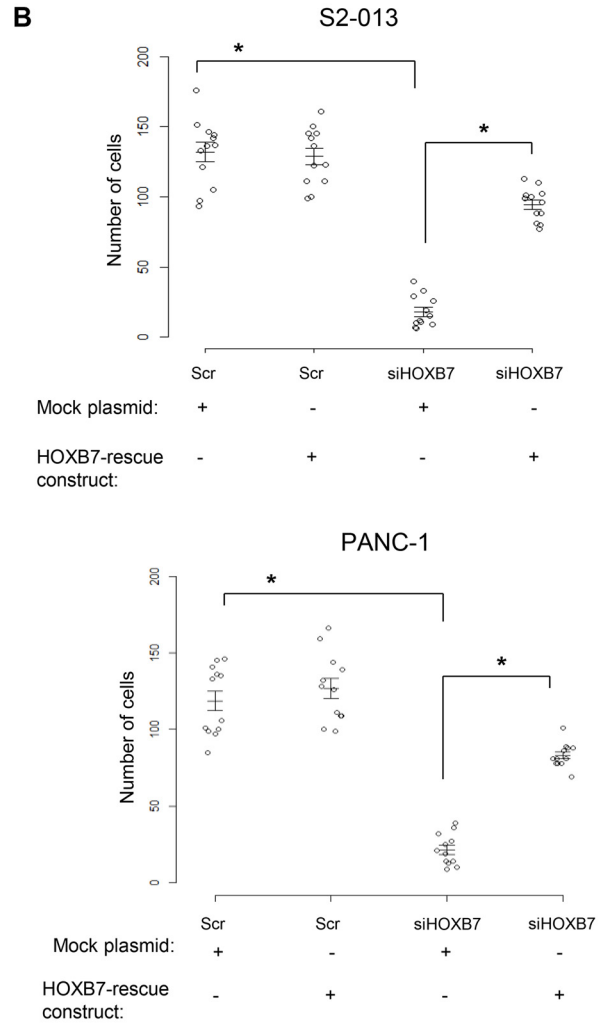 B
S2-013
*
*
Number of cells
200
150
100
50
0
Scr Scr siHOXB7 siHOXB7
Mock plasmid: + - + -
HOXB7-rescue - + - +
construct:
PANC-1
*
*
Number of cells
200
150
100
50
0
Scr Scr siHOXB7 siHOXB7
Mock plasmid: + - + -
HOXB7-rescue - + - +
construct: